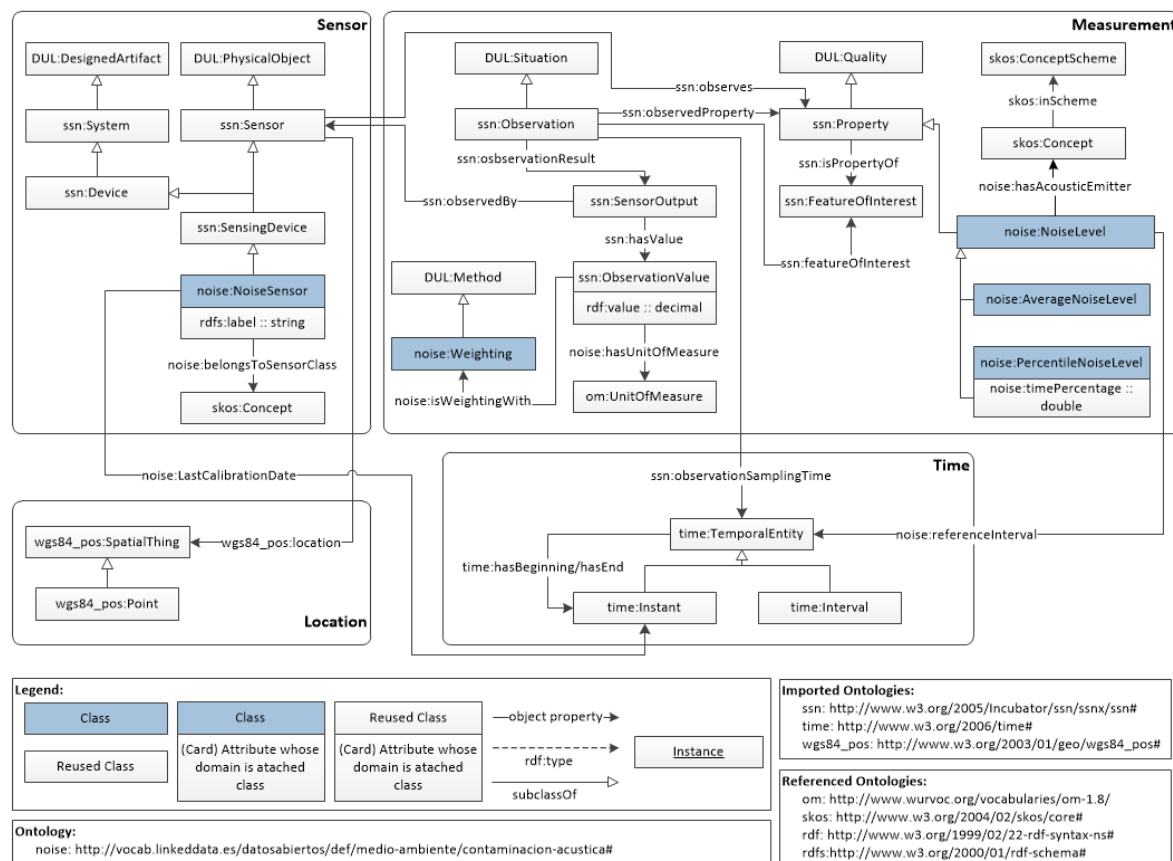 Sensor
DUL:DesignedArtifact
DUL:PhysicalObject
ssn:System
ssn:Sensor
ssn:Device
ssn:SensingDevice
noise:NoiseSensor
rdfs:label :: string
noise:belongsToSensorClass
skos:Concept
Measurement
DUL:Situation
DUL:Quality
skos:ConceptScheme
ssn:observes
skos:inScheme
ssn:observedProperty
ssn:Observation
ssn:Property
skos:Concept
ssn:osbservationResult
ssn:isPropertyOf
noise:hasAcousticEmitter
ssn:observedBy
ssn:SensorOutput
ssn:FeatureOfInterest
noise:NoiseLevel
ssn:hasValue
ssn:featureOfInterest
DUL:Method
ssn:ObservationValue
rdf:value :: decimal
noise:AverageNoiseLevel
noise:Weighting
noise:hasUnitOfMeasure
noise:PercentileNoiseLevel
noise:timePercentage ::
double
noise:isWeightingWith
om:UnitOfMeasure
noise:LastCalibrationDate
Time
ssn:observationSamplingTime
time:TemporalEntity
noise:referenceInterval
time:hasBeginning/hasEnd
time:Instant
time:Interval
wgs84_pos:SpatialThing
wgs84_pos:location
wgs84_pos:Point
Location
Legend:
Class
Reused Class
Class
(Card) Attribute whose
domain is atached
class
Reused Class
(Card) Attribute whose
domain is atached
class
object property
rdf:type
subclassOf
Instance
Ontology:
noise: http://vocab.linkeddata.es/datosabiertos/def/medio-ambiente/contaminacion-acustica#
Imported Ontologies:
ssn: http://www.w3.org/2005/Incubator/ssn/ssnx/ssn#
time: http://www.w3.org/2006/time#
wgs84_pos: http://www.w3.org/2003/01/geo/wgs84_pos#
Referenced Ontologies:
om: http://www.wurvoc.org/vocabularies/om-1.8/
skos: http://www.w3.org/2004/02/skos/core#
rdf: http://www.w3.org/1999/02/22-rdf-syntax-ns#
rdfs:http://www.w3.org/2000/01/rdf-schema#